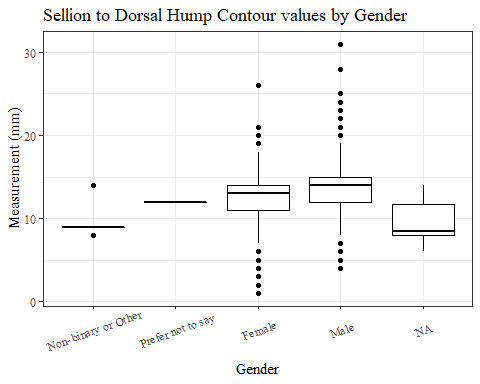 Sellion to Dorsal Hump Contour values by Gender
Measurement (mm)
30
20
10
0
Non-binary or Other
Prefer not to say
Female
Male
NA
Gender